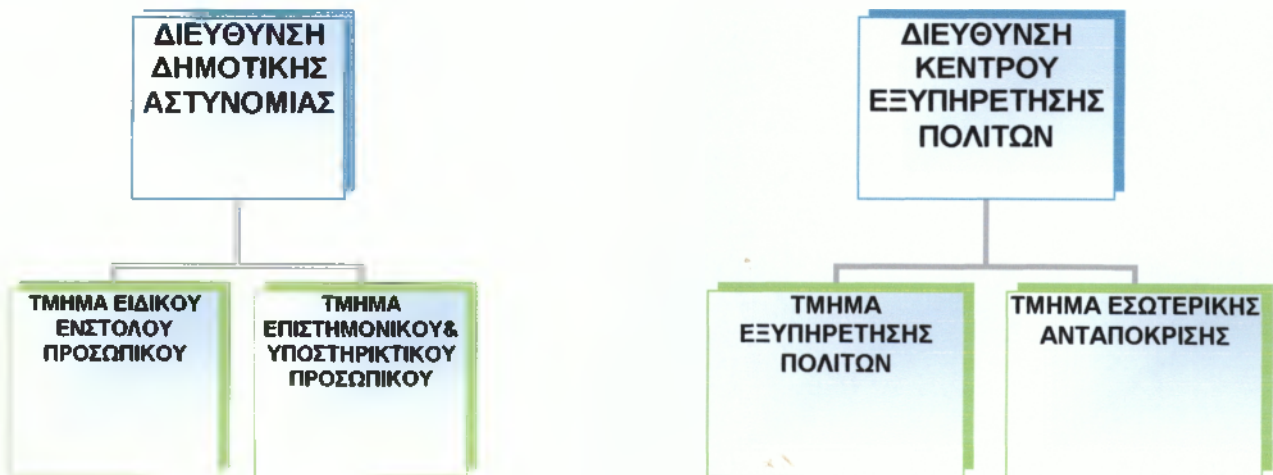 ΔΙΕΥΘΥΝΣΗ
ΔΗΜΟΤΙΚΗΣ
ΑΣΤΥΝΟΜΙΑΣ
ΤΜΗΜΑ ΕΙΔΙΚΟΥ
ΕΝΣΤΟΛΟΥ
ΠΡΟΣΩΠΙΚΟΥ
ΤΜΗΜΑ
ΕΠΙΣΤΗΜΟΝΙΚΟΥ&
ΥΠΟΣΤΗΡΙΚΤΙΚΟΥ
ΠΡΟΣΩΠΙΚΟΥ
ΔΙΕΥΘΥΝΣΗ
ΚΕΝΤΡΟΥ
ΕΞΥΠΗΡΕΤΗΣΗΣ
ΠΟΛΙΤΩΝ
ΤΜΗΜΑ
ΕΞΥΠΗΡΕΤΗΣΗΣ
ΠΟΛΙΤΩΝ
ΤΜΗΜΑ ΕΣΩΤΕΡΙΚΗΣ
ΑΝΤΑΠΟΚΡΙΣΗΣ